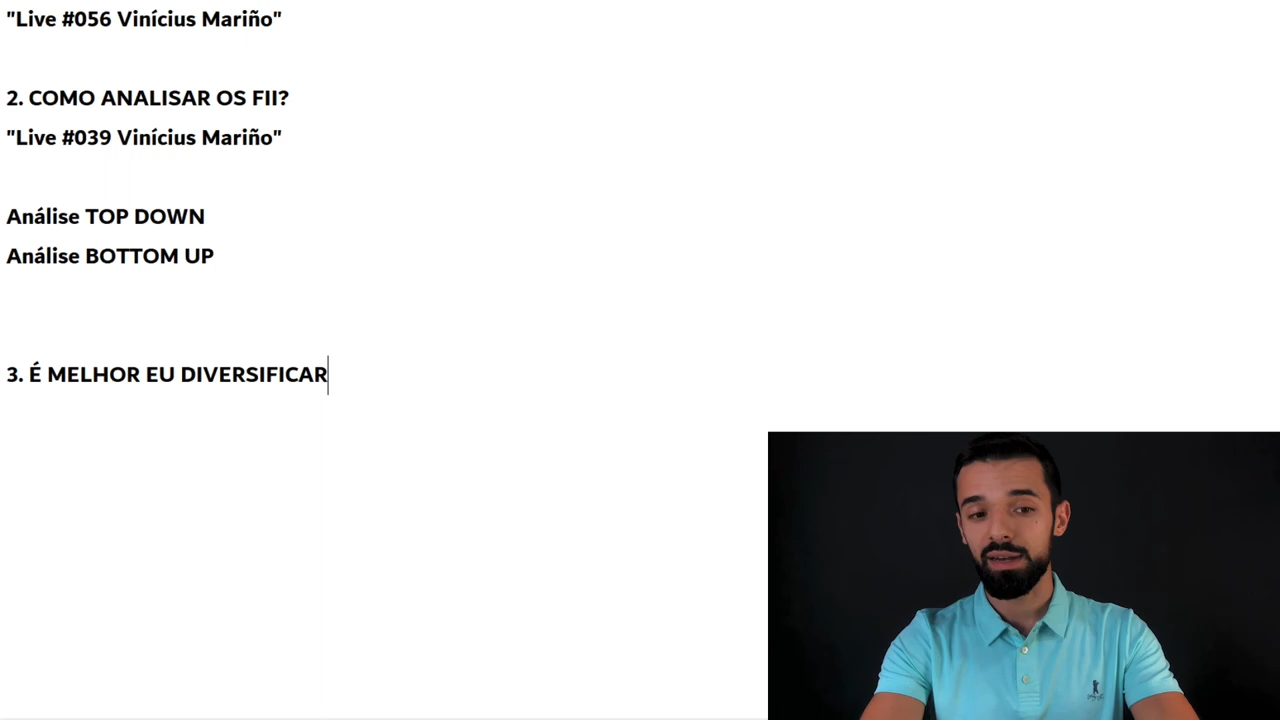 "Live #056 Vinícius Mariño"
2. COMO ANALISAR OS FII?
"Live #039 Vinícius Mariño"
Análise TOP DOWN
Análise BOTTOM UP
3. É MELHOR EU DIVERSIFICAR